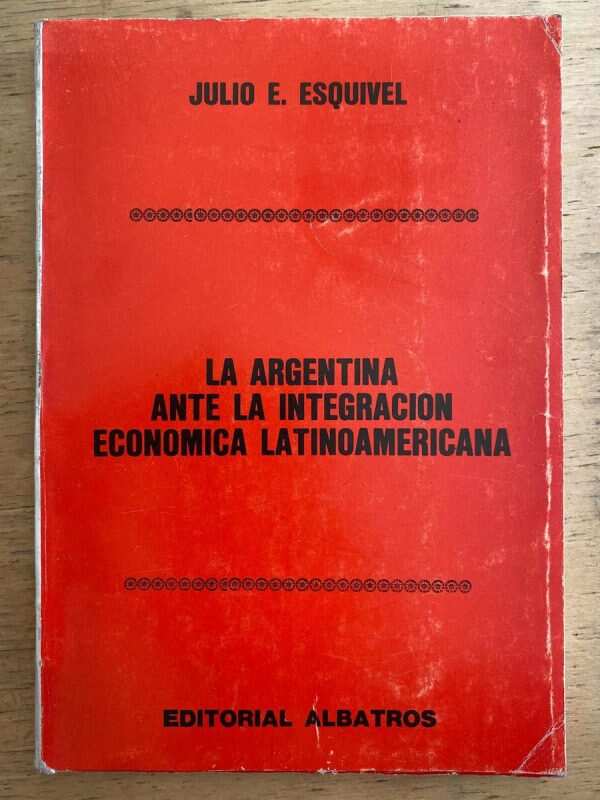 JULIO E. ESQUIVEL
LA ARGENTINA
ANTE LA INTEGRACION
ECONOMICA LATINOAMERICANA
EDITORIAL ALBATROS